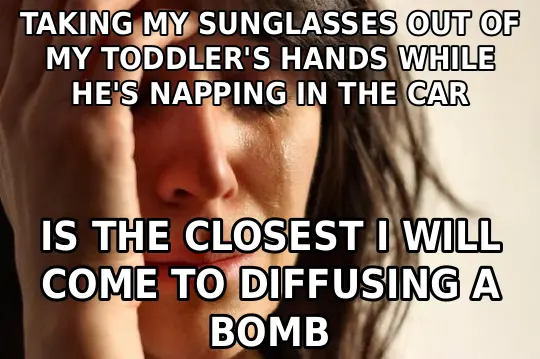 TAKING MY SUNGLASSES OUT OF
MY TODDLER'S HANDS WHILE
HE'S NAPPING IN THE CAR
IS THE CLOSEST I WILL
COME TO DIFFUSING A
BOMB